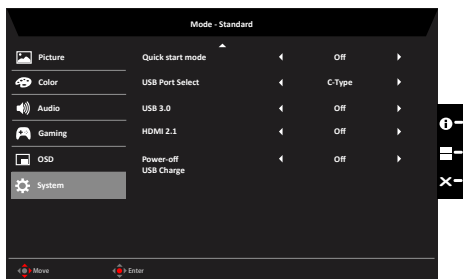 Mode - Standard
Picture
Quick start mode Off
Color
USB Port Select C-Type
Audio
USB 3.0 Off
Gaming
HDMI 2.1 Off
OSD
Power-off Off
USB Charge
System
Move Enter